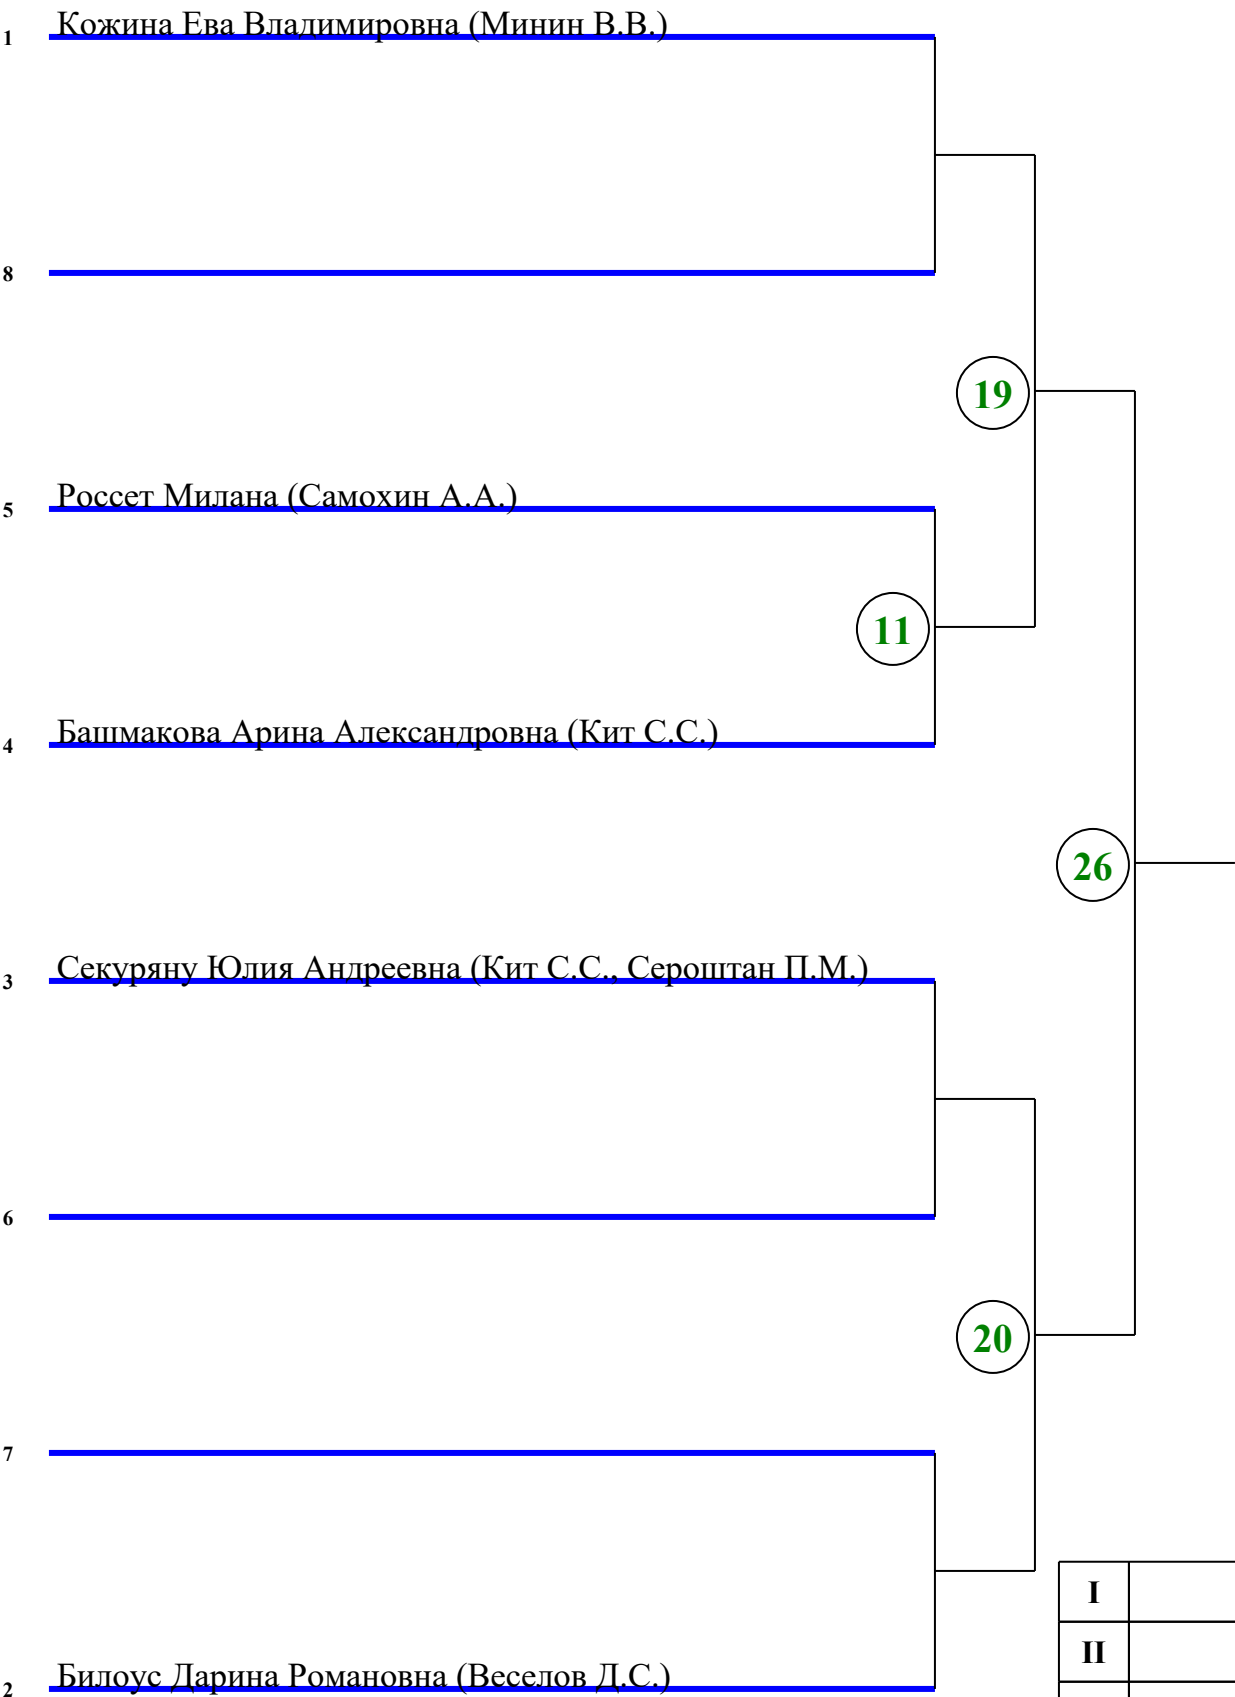 1 Кожина Ева Владимировна (Минин В.В.)
8
19
5 Россет Милана (Самохин А.А.)
11
4 Башмакова Арина Александровна (Кит С.С.)
26
3 Секуряну Юлия Андреевна (Кит С.С., Сероштан П.М.)
6
20
7
I
II
2 Билоус Дарина Романовна (Веселов Д.С.)